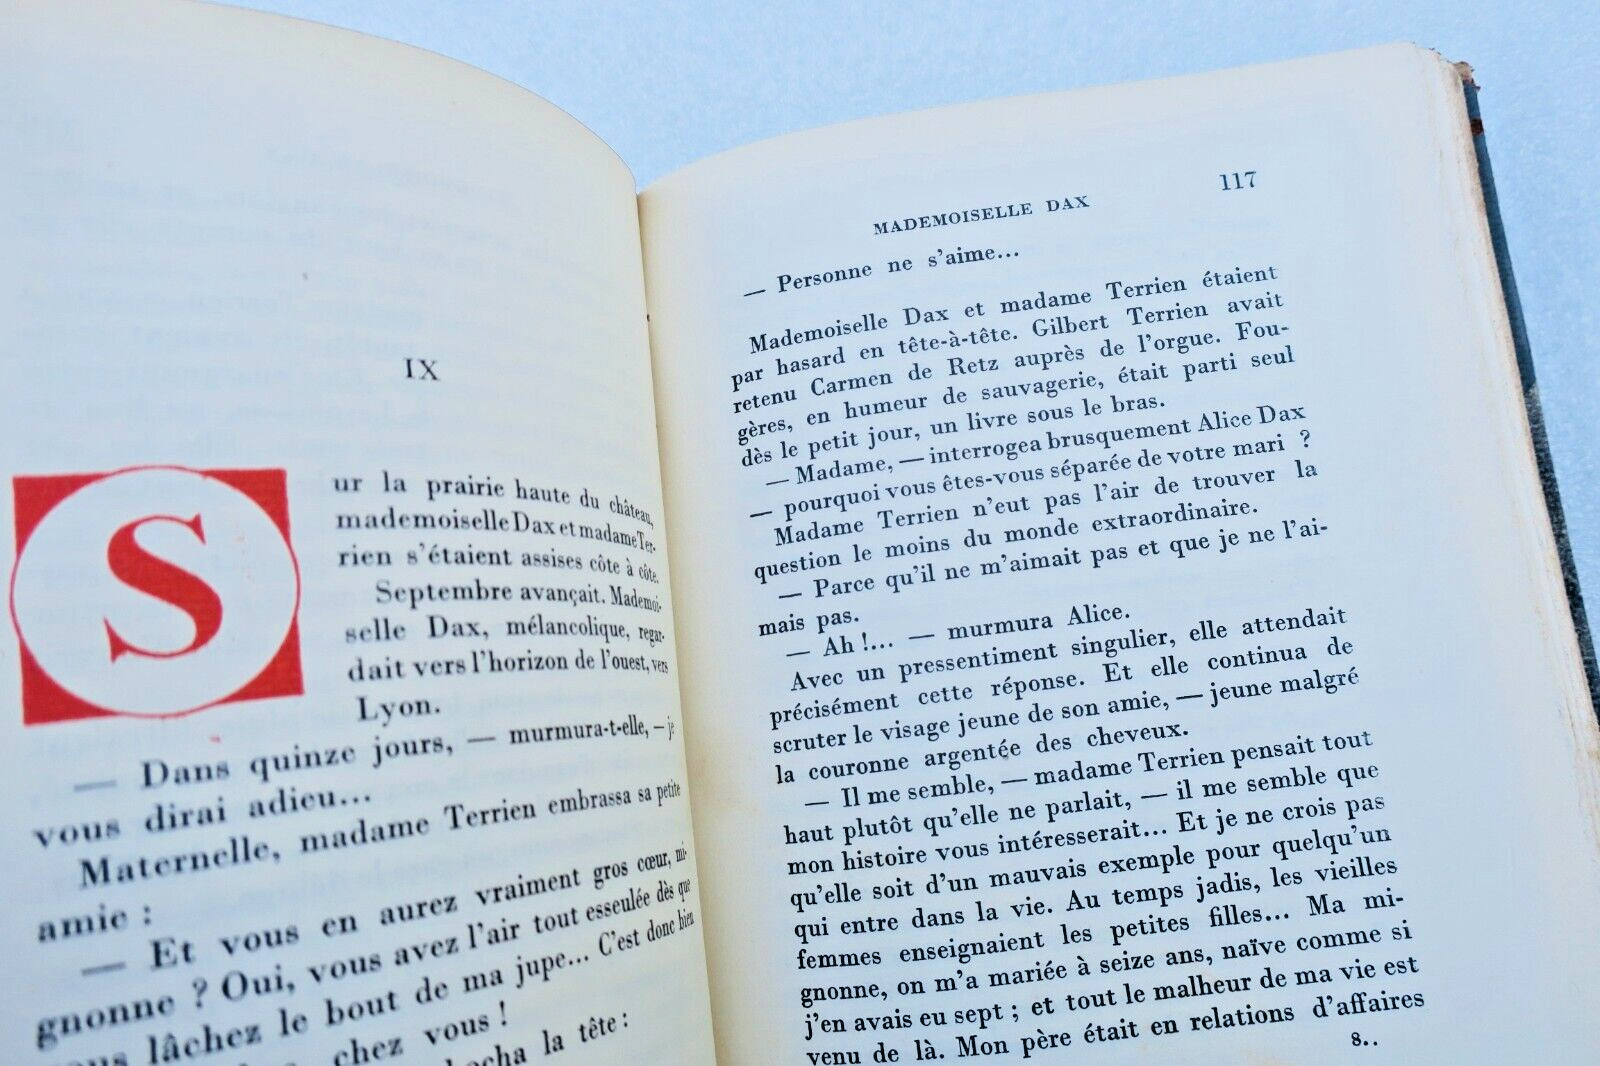 IX
Sur la prairie haute du château,
mademoiselle Dax et madame Ter-
rien s'étaient assises côte à côte.
Septembre avançait. Mademoi-
selle Dax, mélancolique, regar-
dait vers l'horizon de l'ouest, vers
Lyon.
— Dans quinze jours, — murmura-t-elle, — je
vous dirai adieu...
Maternelle, madame Terrien embrassa sa petite
amie :
— Et vous en aurez vraiment gros cœur, mi-
gnonne ? Oui, vous avez l'air tout esseulée dès que
vous lâchez le bout de ma jupe... C'est donc bien
chez vous !
hocha la tête :
MADEMOISELLE DAX 117
— Personne ne s'aime...
Mademoiselle Dax et madame Terrien étaient
par hasard en tête-à-tête. Gilbert Terrien avait
retenu Carmen de Retz auprès de l'orgue. Fou-
gères, en humeur de sauvagerie, était parti seul
dès le petit jour, un livre sous le bras.
— Madame, — interrogea brusquement Alice Dax
— pourquoi vous êtes-vous séparée de votre mari ?
Madame Terrien n'eut pas l'air de trouver la
question le moins du monde extraordinaire.
— Parce qu'il ne m'aimait pas et que je ne l'ai-
mais pas.
— Ah !... — murmura Alice.
Avec un pressentiment singulier, elle attendait
précisément cette réponse. Et elle continua de
scruter le visage jeune de son amie, — jeune malgré
la couronne argentée des cheveux.
— Il me semble, — madame Terrien pensait tout
haut plutôt qu'elle ne parlait, — il me semble que
mon histoire vous intéresserait... Et je ne crois pas
qu'elle soit d'un mauvais exemple pour quelqu'un
qui entre dans la vie. Au temps jadis, les vieilles
femmes enseignaient les petites filles... Ma mi-
gnonne, on m'a mariée à seize ans, naïve comme si
j'en avais eu sept ; et tout le malheur de ma vie est
venu de là. Mon père était en relations d'affaires
8..